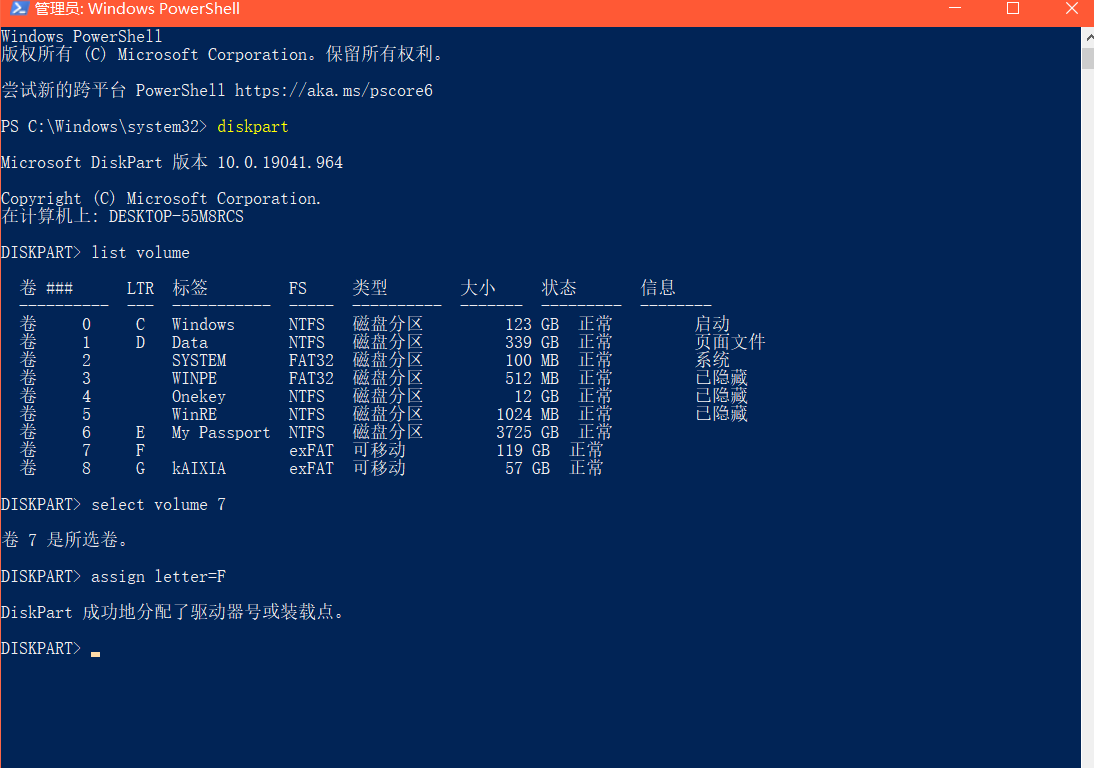 管理员: Windows PowerShell
Windows PowerShell
版权所有 (C) Microsoft Corporation。保留所有权利。
尝试新的跨平台 PowerShell https://aka.ms/pscore6
PS C:\Windows\system32> diskpart
Microsoft DiskPart 版本 10.0.19041.964
Copyright (C) Microsoft Corporation.
在计算机上: DESKTOP-55M8RCS
DISKPART> list volume
卷 ### LTR 标签 FS 类型 大小 状态 信息
---------- --- ----------- ----- ---------- ------- --------- --------
卷 0 C Windows NTFS 磁盘分区 123 GB 正常 启动
卷 1 D Data NTFS 磁盘分区 339 GB 正常 页面文件
卷 2 SYSTEM FAT32 磁盘分区 100 MB 正常 系统
卷 3 WINPE FAT32 磁盘分区 512 MB 正常 已隐藏
卷 4 Onekey NTFS 磁盘分区 12 GB 正常 已隐藏
卷 5 WinRE NTFS 磁盘分区 1024 MB 正常 已隐藏
卷 6 E My Passport NTFS 磁盘分区 3725 GB 正常
卷 7 F exFAT 可移动 119 GB 正常
卷 8 G kAIXIA exFAT 可移动 57 GB 正常
DISKPART> select volume 7
卷 7 是所选卷。
DISKPART> assign letter=F
DiskPart 成功地分配了驱动器号或装载点。
DISKPART>